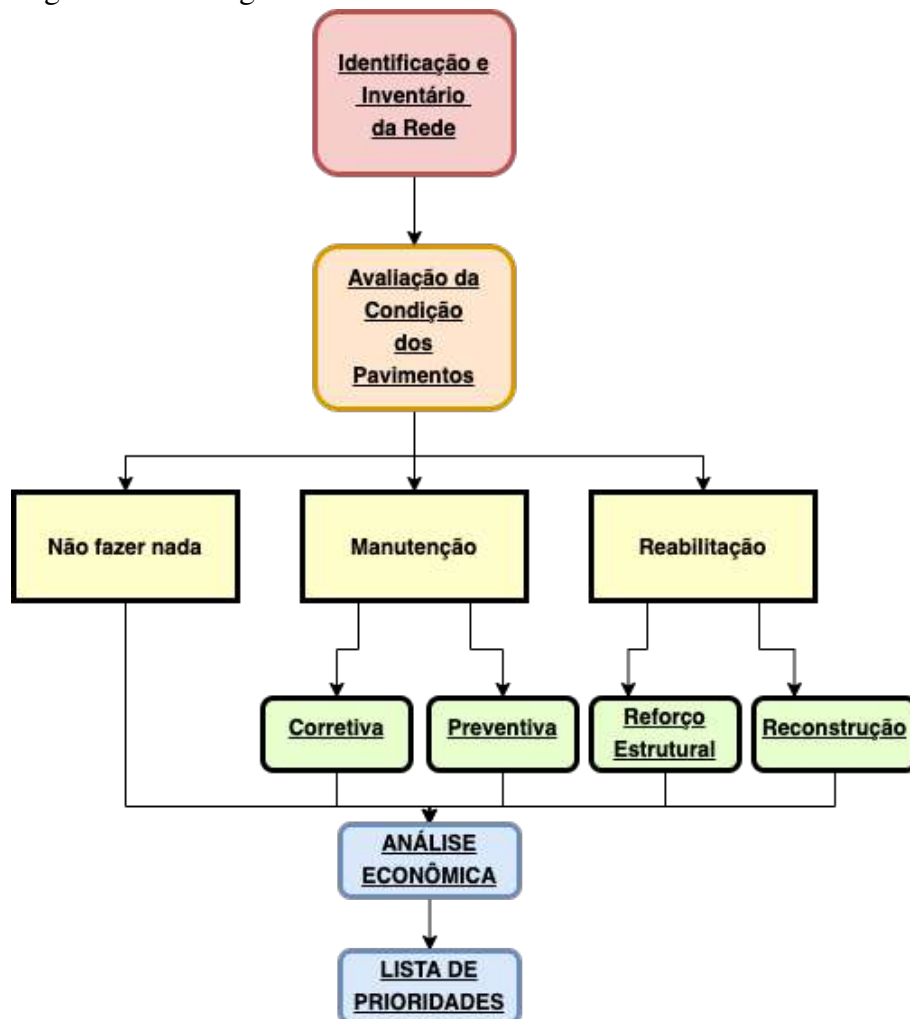 Identificação e
Inventário
da Rede
Avaliação da
Condição
dos
Pavimentos
Não fazer nada
Manutenção
Reabilitação
Corretiva
Preventiva
Reforço
Estrutural
Reconstrução
ANÁLISE
ECONÔMICA
LISTA DE
PRIORIDADES